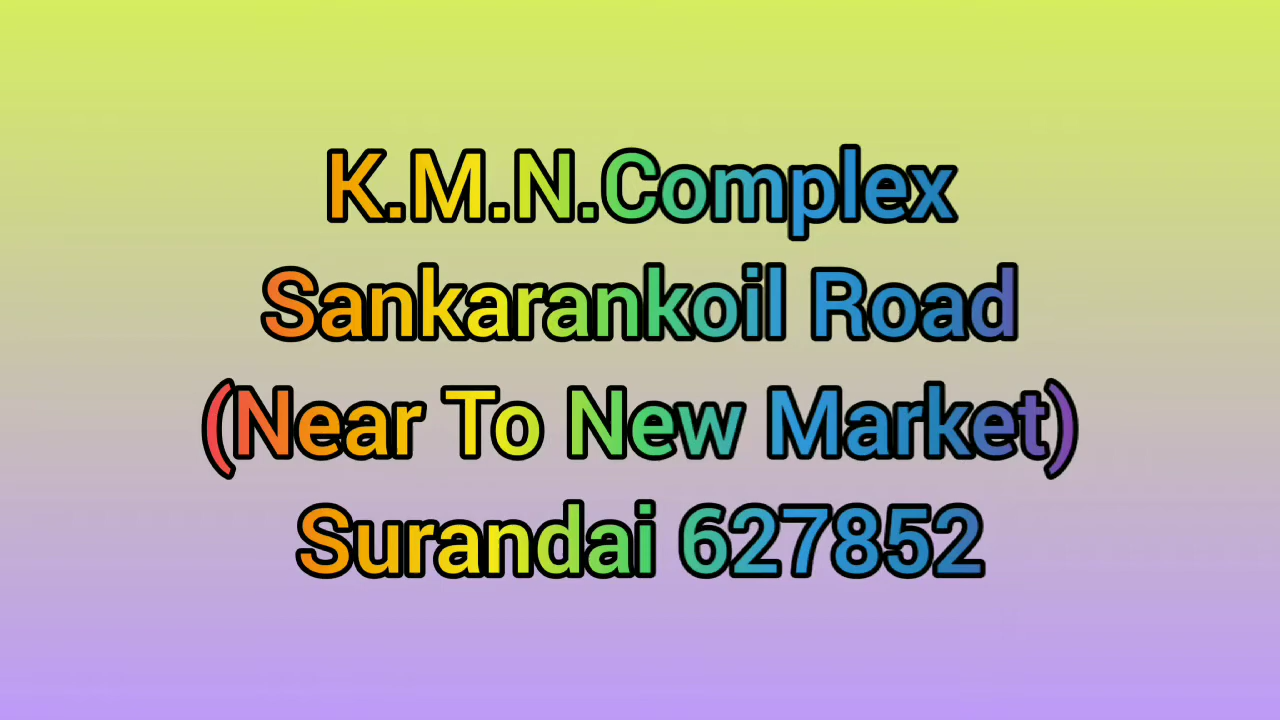 K.M.N.Complex
Sankarankoil Road
(Near To New Market)
Surandai 627852